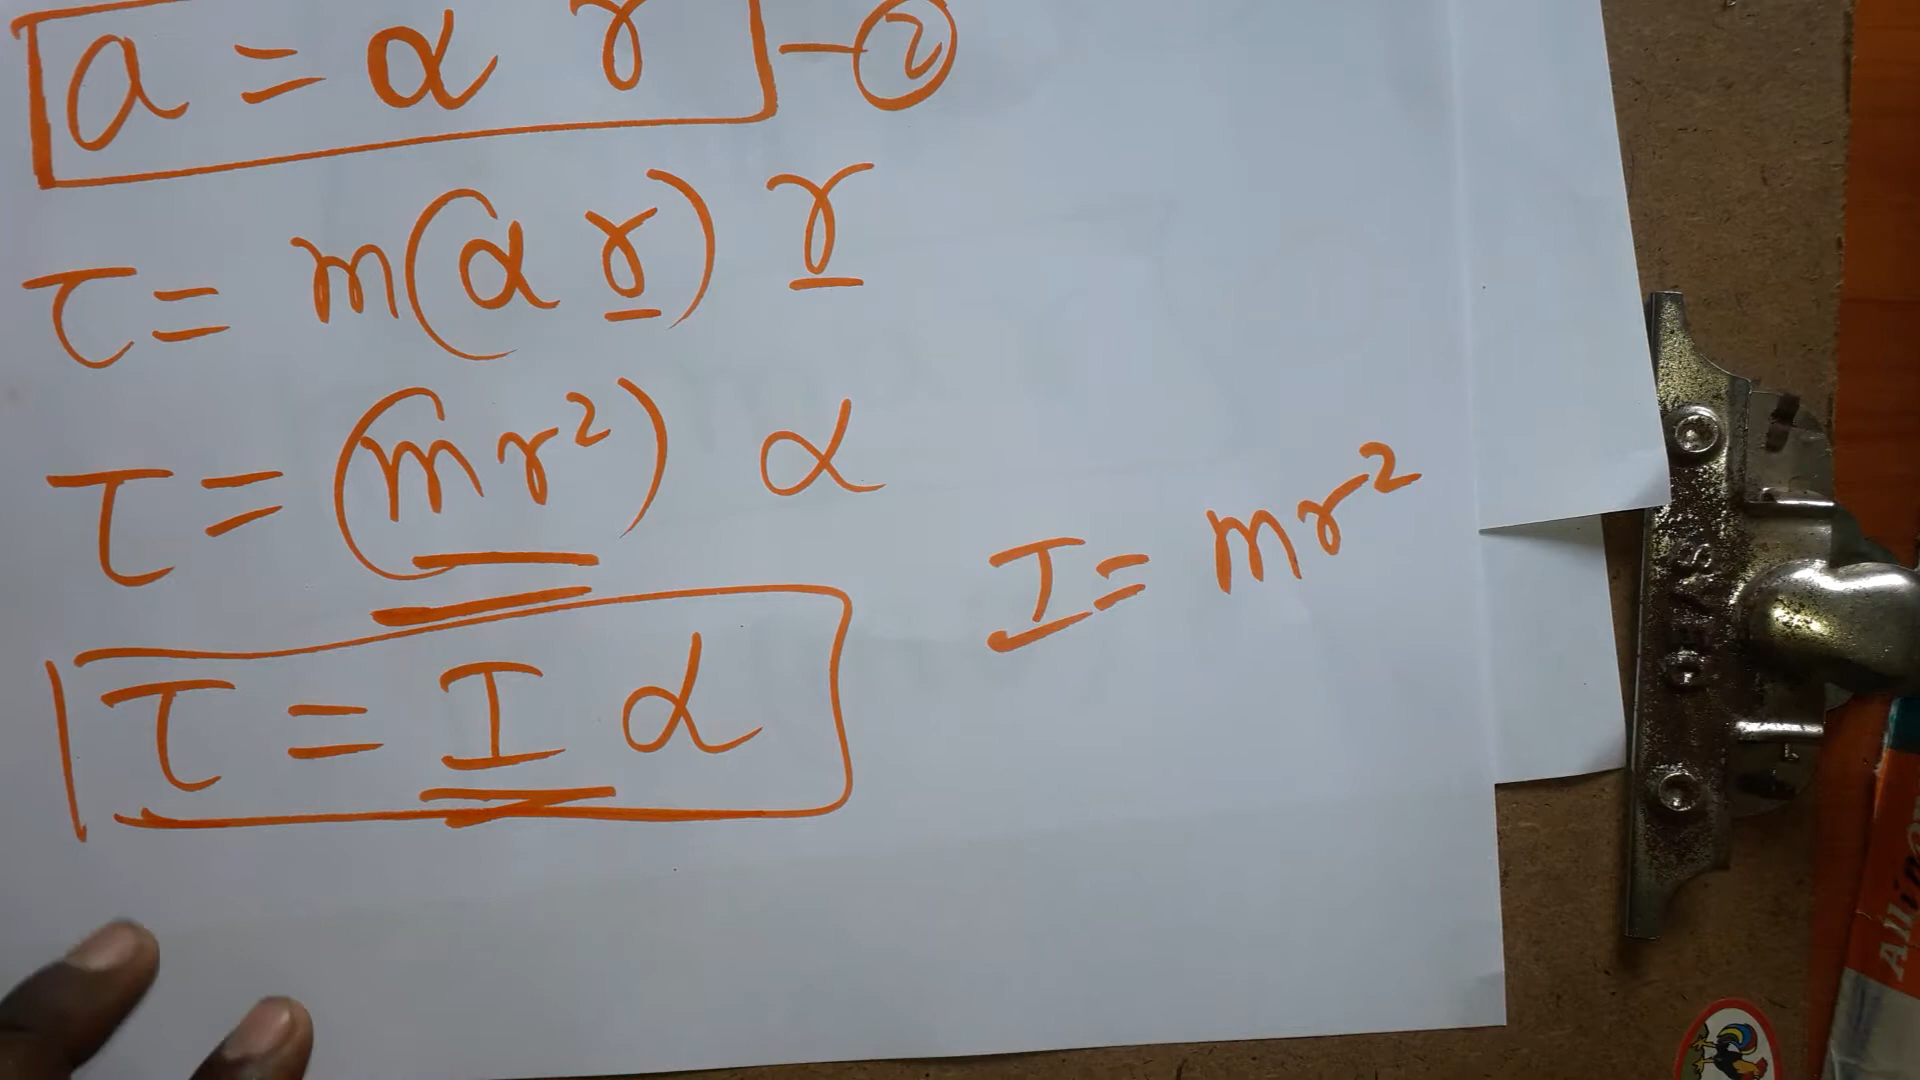 a = α r — ②
τ = m(α r) r
τ = (mr²) α
I = mr²
τ = I α